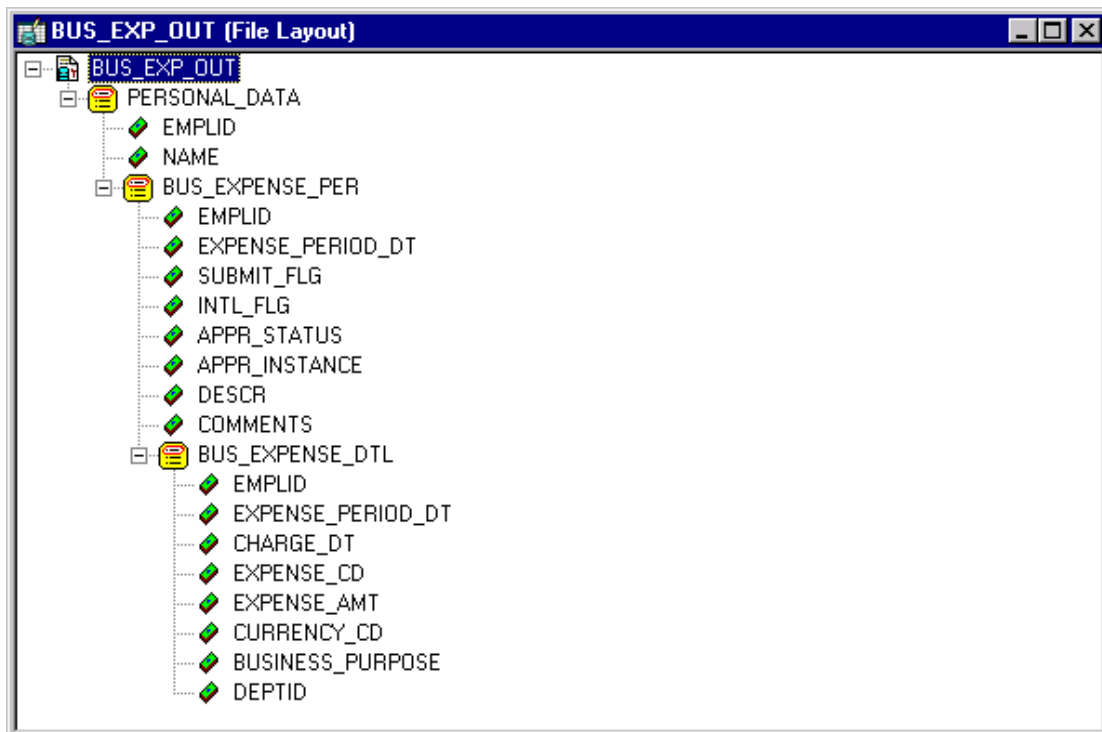 BUS_EXP_OUT (File Layout)
BUS_EXP_OUT
PERSONAL_DATA
EMPLID
NAME
BUS_EXPENSE_PER
EMPLID
EXPENSE_PERIOD_DT
SUBMIT_FLG
INTL_FLG
APPR_STATUS
APPR_INSTANCE
DESCR
COMMENTS
BUS_EXPENSE_DTL
EMPLID
EXPENSE_PERIOD_DT
CHARGE_DT
EXPENSE_CD
EXPENSE_AMT
CURRENCY_CD
BUSINESS_PURPOSE
DEPTID